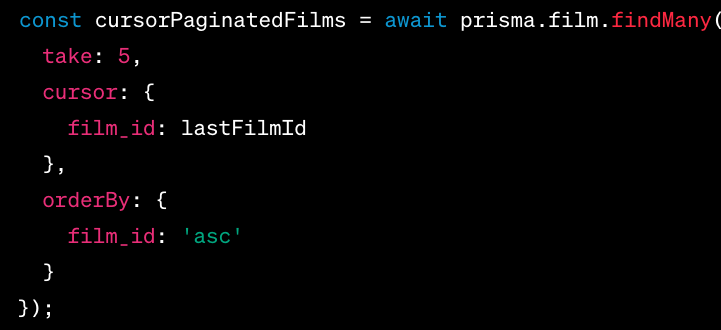 const cursorPaginatedFilms = await prisma.film.findMany(
take: 5,
cursor: {
film_id: lastFilmId
},
orderBy: {
film_id: 'asc'
}
});